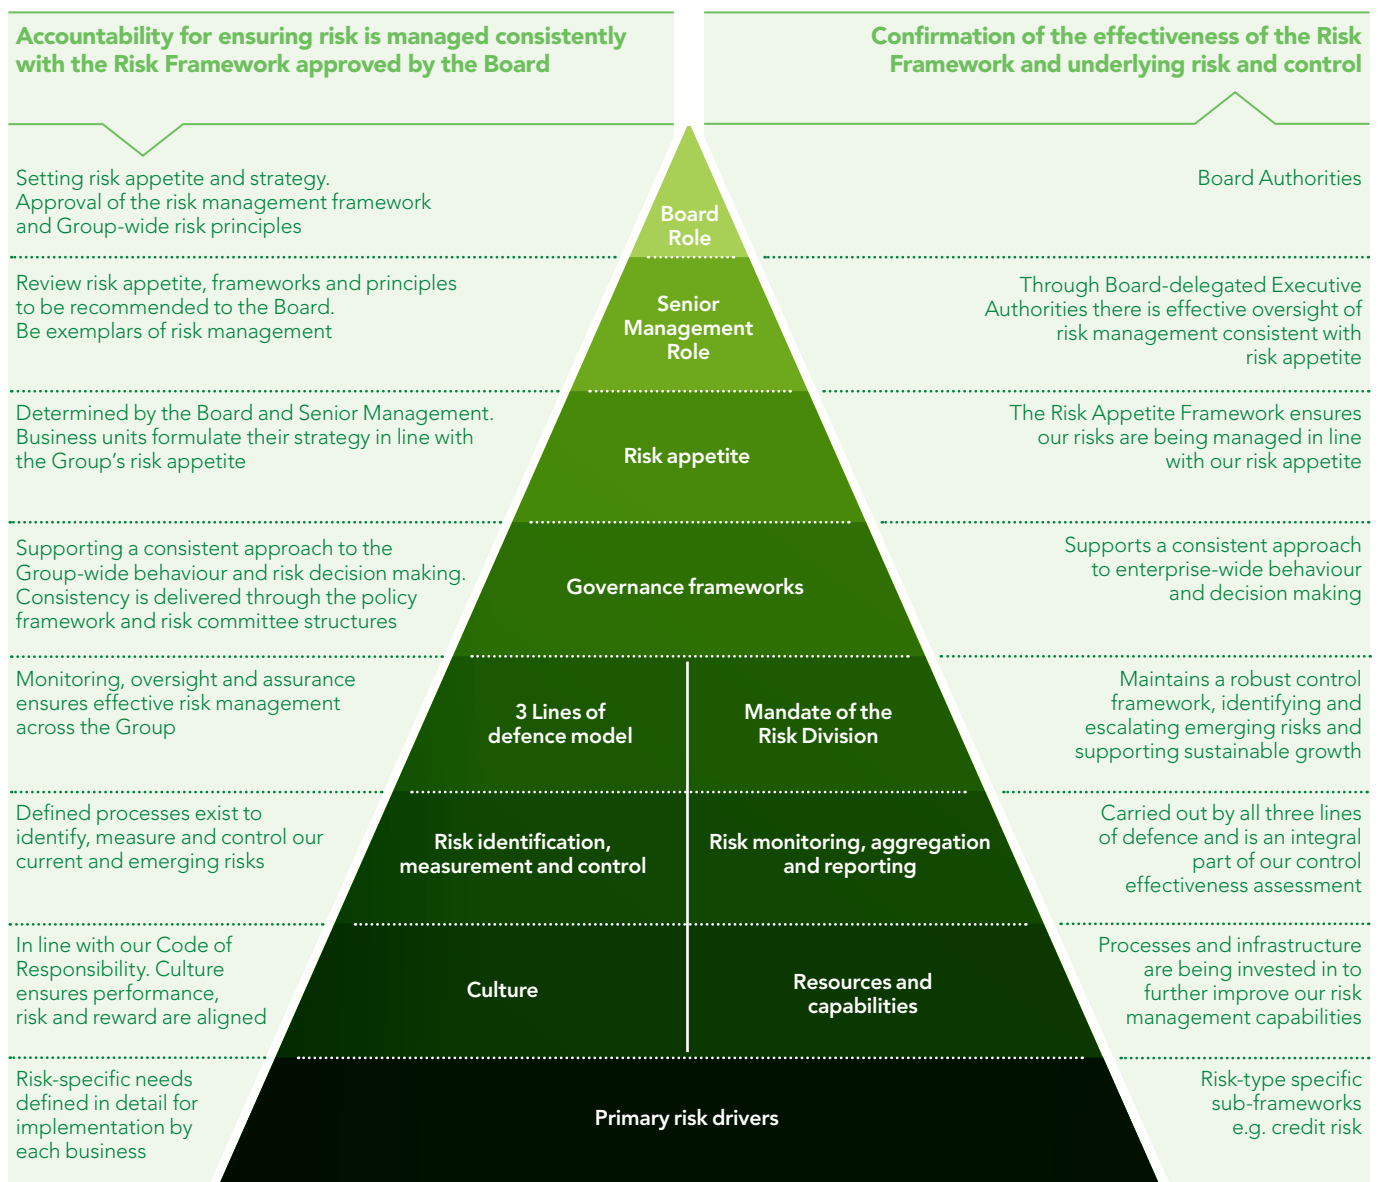 Accountability for ensuring risk is managed consistently
with the Risk Framework approved by the Board
Confirmation of the effectiveness of the Risk
Framework and underlying risk and control
Setting risk appetite and strategy.
Approval of the risk management framework
and Group-wide risk principles
Board
Role
Board Authorities
Review risk appetite, frameworks and principles
to be recommended to the Board.
Be exemplars of risk management
Senior
Management
Role
Through Board-delegated Executive
Authorities there is effective oversight of
risk management consistent with
risk appetite
Determined by the Board and Senior Management.
Business units formulate their strategy in line with
the Group’s risk appetite
Risk appetite
The Risk Appetite Framework ensures
our risks are being managed in line
with our risk appetite
Supporting a consistent approach to the
Group-wide behaviour and risk decision making.
Consistency is delivered through the policy
framework and risk committee structures
Governance frameworks
Supports a consistent approach
to enterprise-wide behaviour
and decision making
Monitoring, oversight and assurance
ensures effective risk management
across the Group
3 Lines of
defence model
Mandate of the
Risk Division
Maintains a robust control
framework, identifying and
escalating emerging risks and
supporting sustainable growth
Defined processes exist to
identify, measure and control our
current and emerging risks
Risk identification,
measurement and control
Risk monitoring, aggregation
and reporting
Carried out by all three lines
of defence and is an integral
part of our control
effectiveness assessment
In line with our Code of
Responsibility. Culture
ensures performance,
risk and reward are aligned
Culture
Resources and
capabilities
Processes and infrastructure
are being invested in to
further improve our risk
management capabilities
Risk-specific needs
defined in detail for
implementation by
each business
Primary risk drivers
Risk-type specific
sub-frameworks
e.g. credit risk